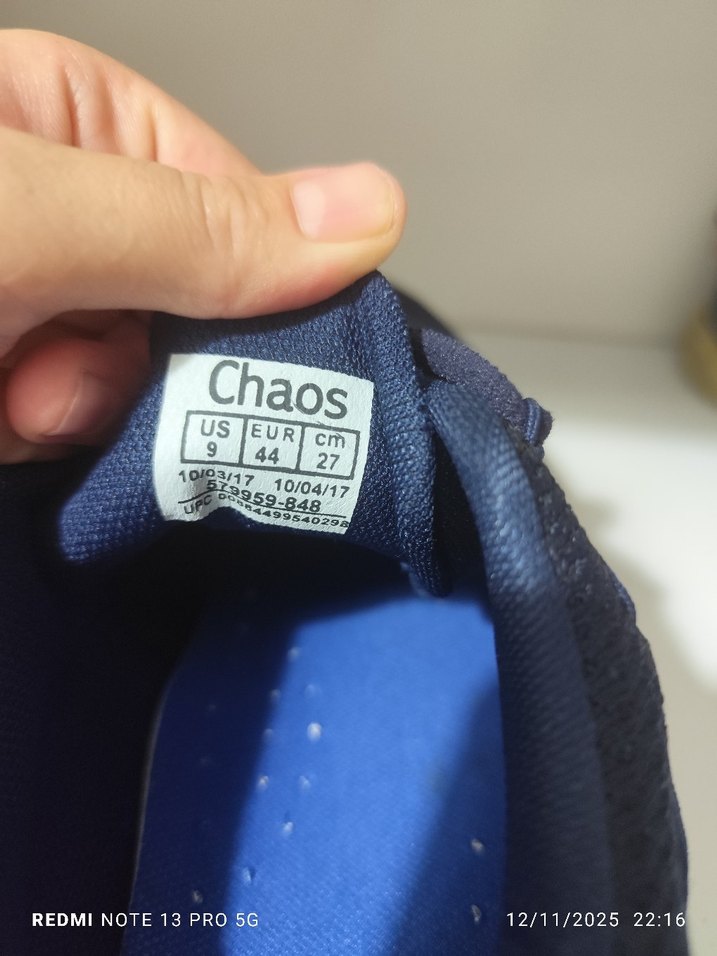 Chaos
US EUR cm
9 44 27
10/03/17 10/04/17
579959-848
UPC
REDMI NOTE 13 PRO 5G
12/11/2025 22:16